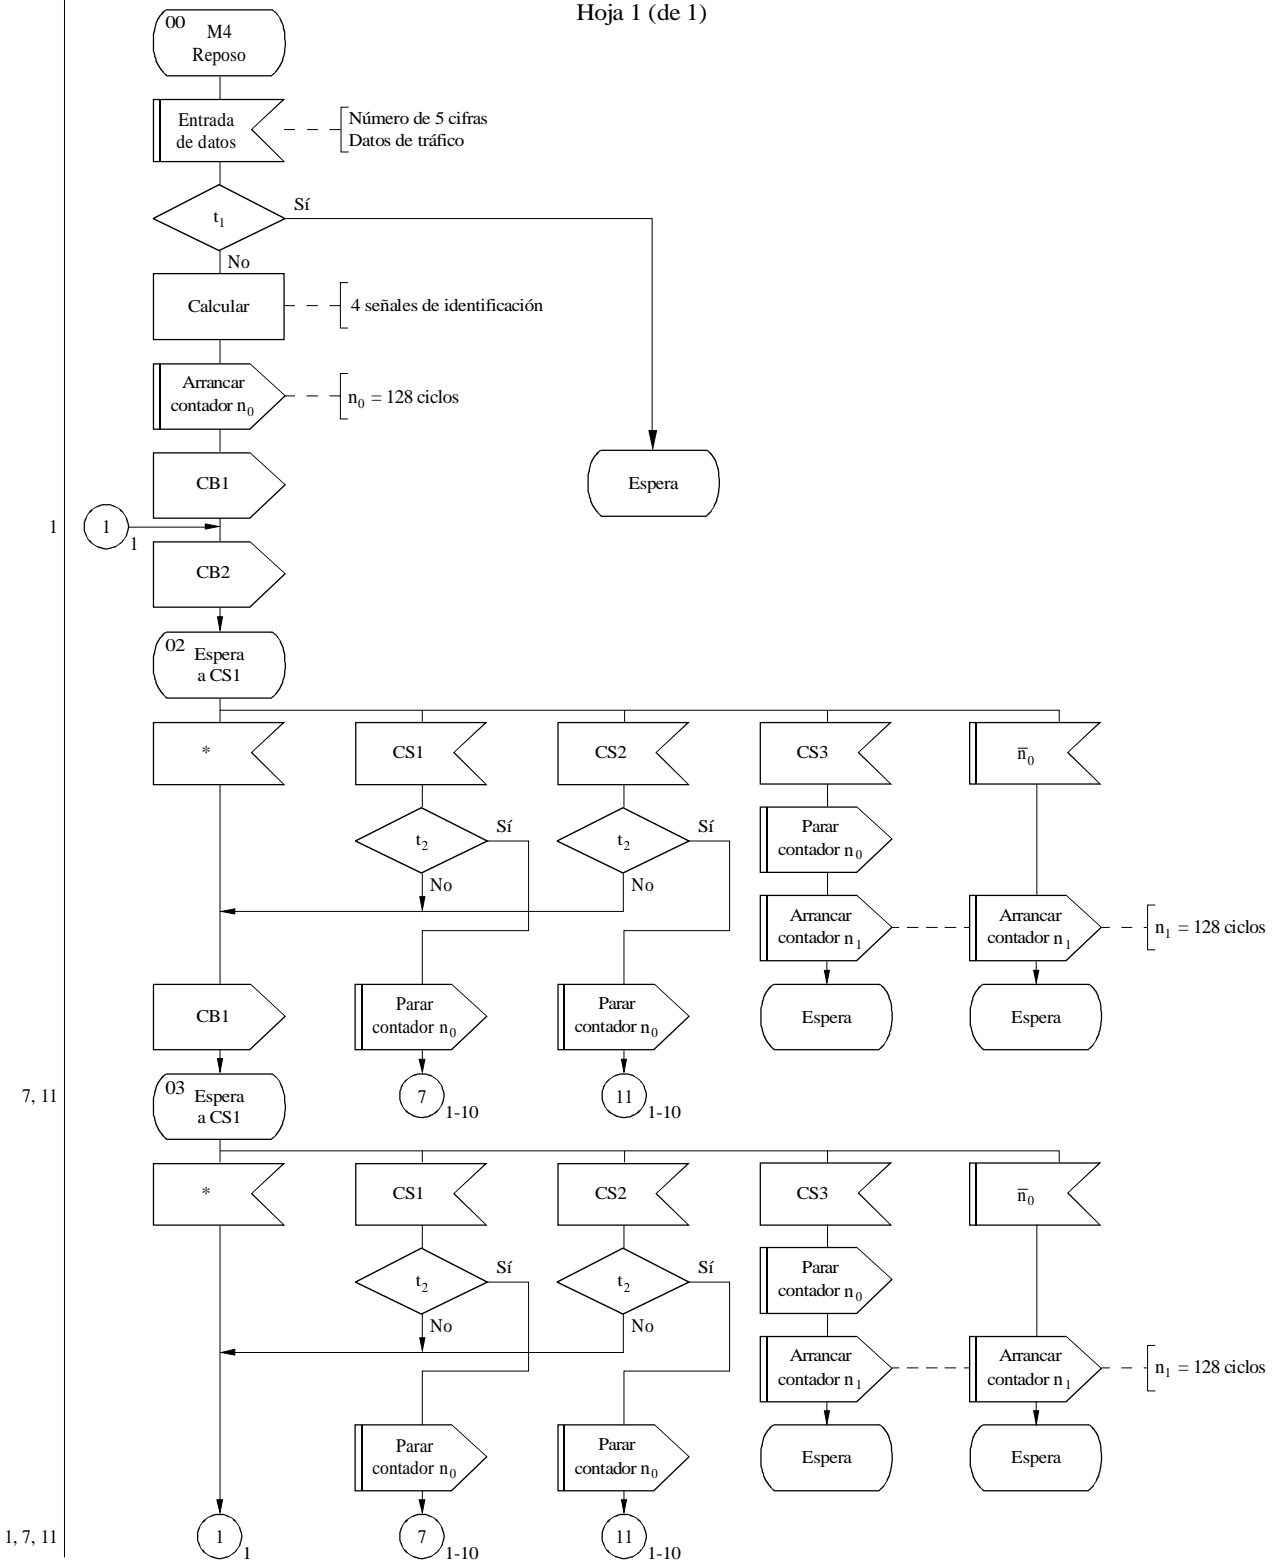 Hoja 1 (de 1)
00
M4
Reposo
Entrada
de datos
Número de 5 cifras
Datos de tráfico
t1
Sí
No
Calcular
4 señales de identificación
Arrancar
contador n0
n0 = 128 ciclos
CB1
Espera
1
1
1
CB2
02
Espera
a CS1
*
CS1
CS2
CS3
n̅0
t2
Sí
No
t2
Sí
No
Parar
contador n0
Arrancar
contador n1
Arrancar
contador n1
n1 = 128 ciclos
CB1
Parar
contador n0
Parar
contador n0
Espera
Espera
7, 11
03
Espera
a CS1
7
1-10
11
1-10
*
CS1
CS2
CS3
n̅0
t2
Sí
No
t2
Sí
No
Parar
contador n0
Arrancar
contador n1
Arrancar
contador n1
n1 = 128 ciclos
Parar
contador n0
Parar
contador n0
Espera
Espera
1, 7, 11
1
1
7
1-10
11
1-10